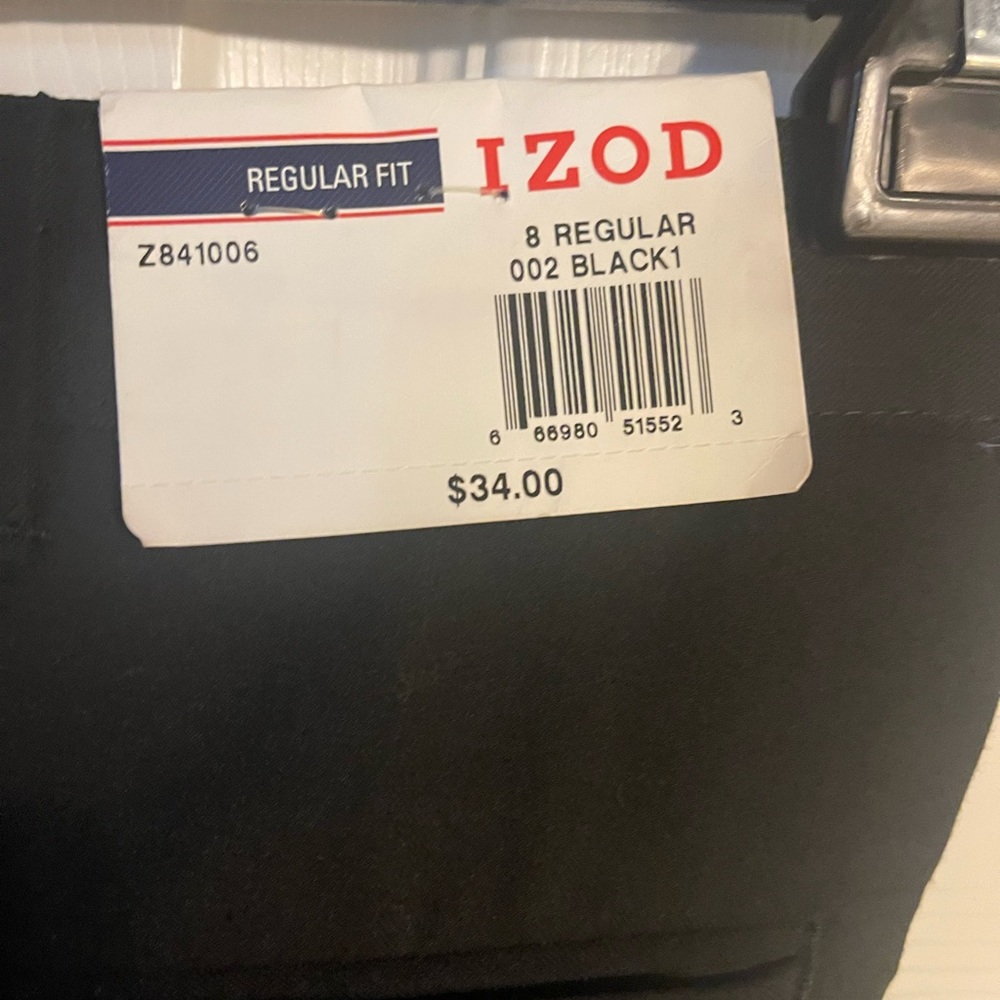 REGULAR FIT
IZOD
Z841006
8 REGULAR
002 BLACK1
6 66980 51552 3
$34.00